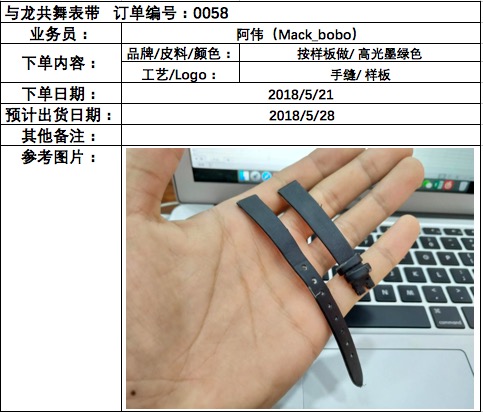 与龙共舞表带 订单编号：0058
业务员： 阿伟（Mack_bobo）
下单内容： 品牌/皮料/颜色： 按样板做/ 高光墨绿色
工艺/Logo： 手缝/ 样板
下单日期： 2018/5/21
预计出货日期： 2018/5/28
其他备注：
参考图片：
command